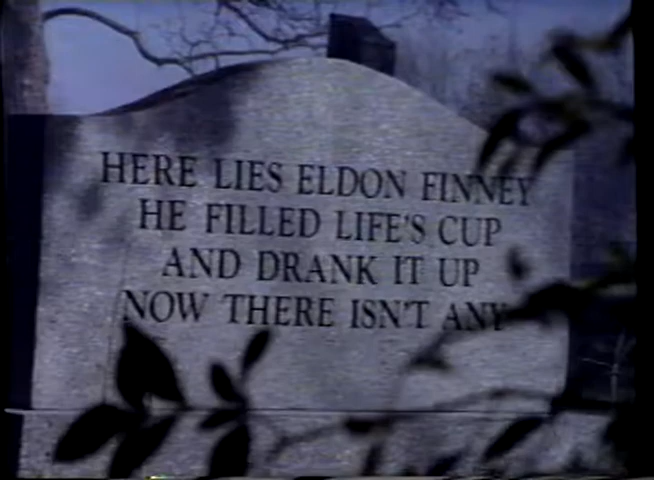 HERE LIES ELDON FINNEY
HE FILLED LIFE'S CUP
AND DRANK IT UP
NOW THERE ISN'T ANY